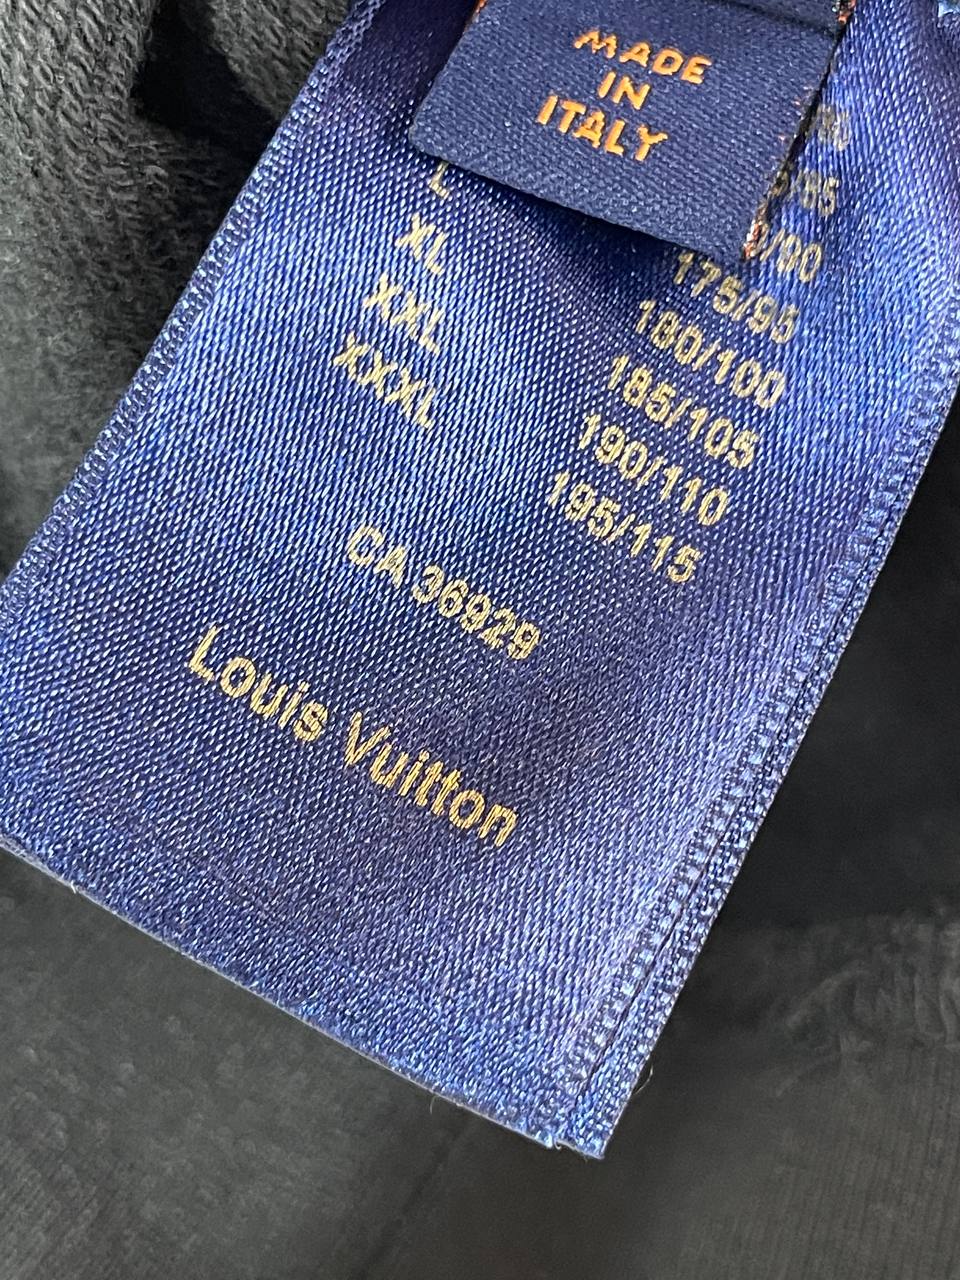 MADE
IN
ITALY
L
XL
XXL
XXXL
175/95
180/100
185/105
190/110
195/115
CA 36929
Louis Vuitton